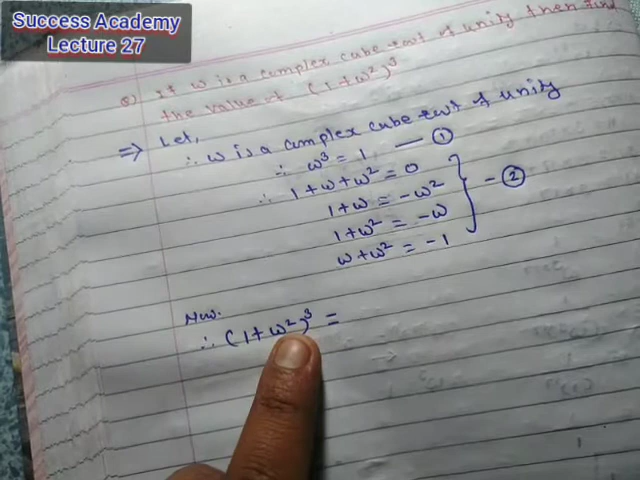 Success Academy
Lecture 27
Q) If ω is a complex cube root of unity then find
the value of (1+ω²)³
⇒ Let,
∴ ω is a complex cube root of unity
∴ ω³ = 1 — ①
∴ 1+ω+ω² = 0
1+ω = -ω²
1+ω² = -ω
ω+ω² = -1
} - ②
Now.
∴ (1+ω²)³ =